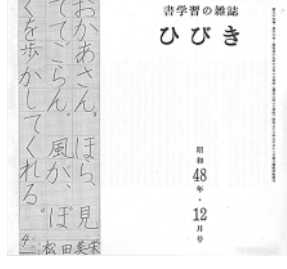 書学習の雑誌
ひびき
昭和48年・12月号
おかあさん。ほら、見
ててごらん。風が、ぼ
くを歩かしてくれる。
4 松田